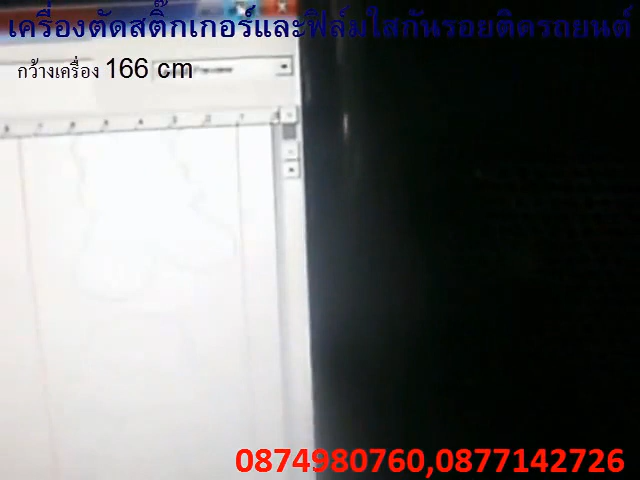 เครื่องตัดสติ๊กเกอร์และฟิล์มใสกันรอยติดรถยนต์
กว้างเครื่อง 166 cm
0874980760,0877142726